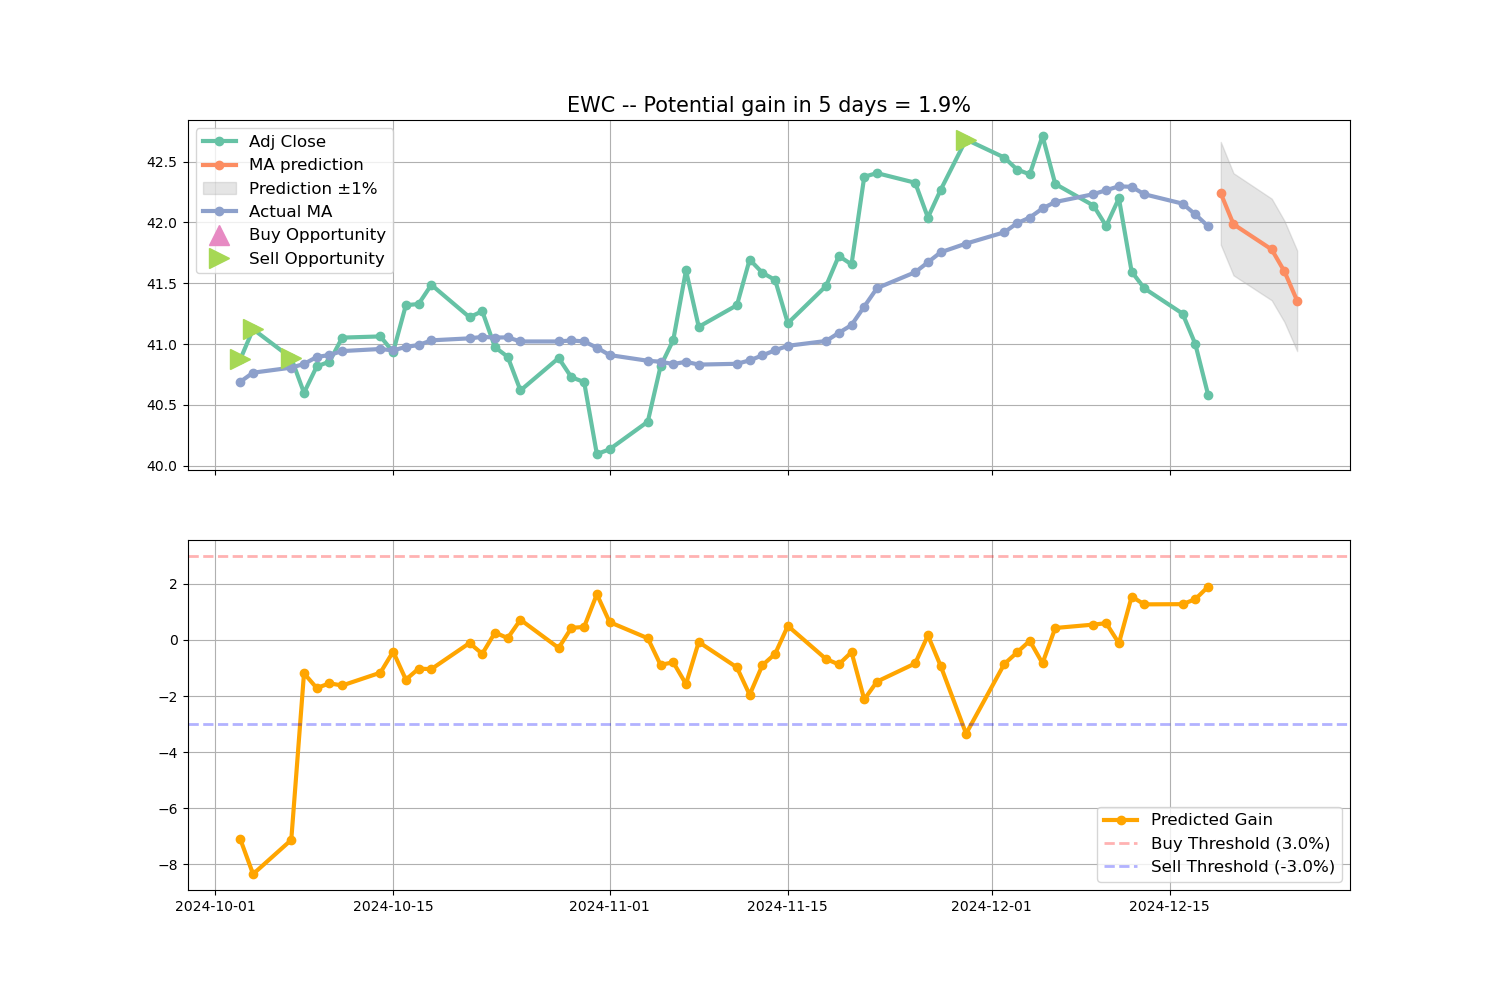 EWC -- Potential gain in 5 days = 1.9%
Adj Close
MA prediction
Prediction ±1%
Actual MA
Buy Opportunity
Sell Opportunity
42.5
42.0
41.5
41.0
40.5
40.0
2
0
−2
−4
−6
−8
Predicted Gain
Buy Threshold (3.0%)
Sell Threshold (-3.0%)
2024-10-01 2024-10-15 2024-11-01 2024-11-15 2024-12-01 2024-12-15